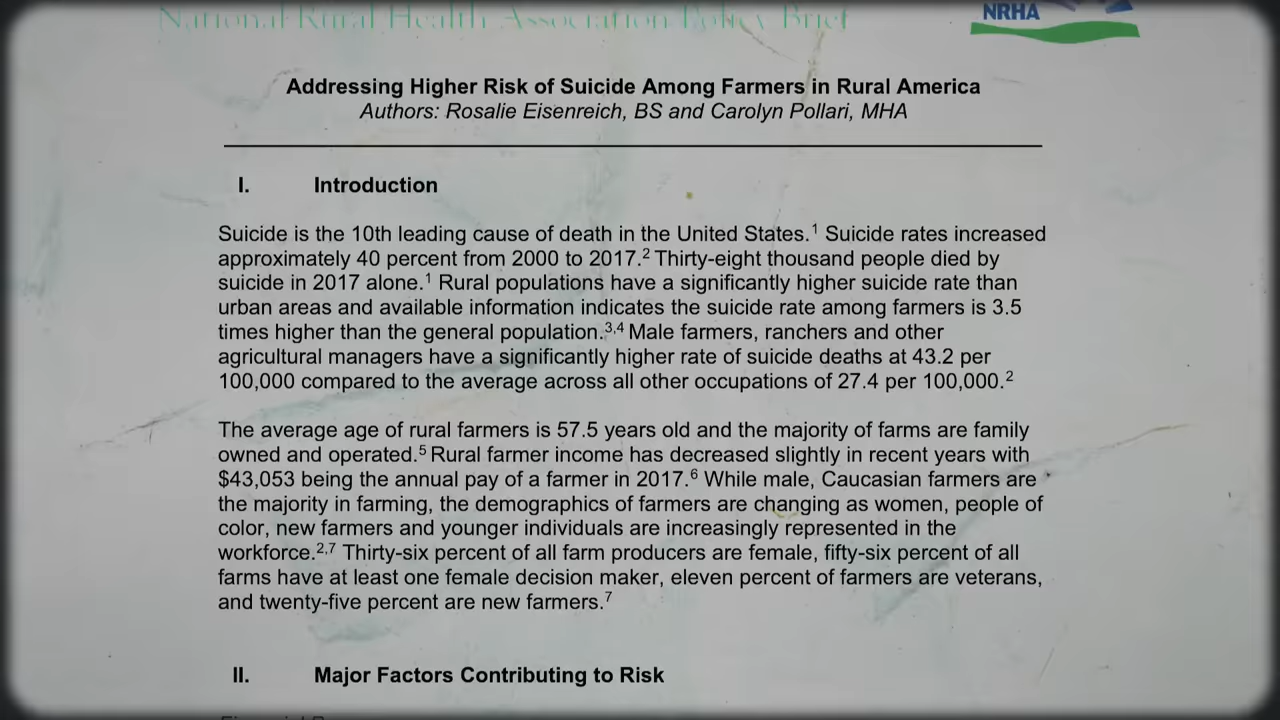 National Rural Health Association Policy Brief
NRHA
Addressing Higher Risk of Suicide Among Farmers in Rural America
Authors: Rosalie Eisenreich, BS and Carolyn Pollari, MHA
I. Introduction
Suicide is the 10th leading cause of death in the United States.¹ Suicide rates increased
approximately 40 percent from 2000 to 2017.² Thirty-eight thousand people died by
suicide in 2017 alone.¹ Rural populations have a significantly higher suicide rate than
urban areas and available information indicates the suicide rate among farmers is 3.5
times higher than the general population.³,⁴ Male farmers, ranchers and other
agricultural managers have a significantly higher rate of suicide deaths at 43.2 per
100,000 compared to the average across all other occupations of 27.4 per 100,000.²
The average age of rural farmers is 57.5 years old and the majority of farms are family
owned and operated.⁵ Rural farmer income has decreased slightly in recent years with
$43,053 being the annual pay of a farmer in 2017.⁶ While male, Caucasian farmers are
the majority in farming, the demographics of farmers are changing as women, people of
color, new farmers and younger individuals are increasingly represented in the
workforce.²,⁷ Thirty-six percent of all farm producers are female, fifty-six percent of all
farms have at least one female decision maker, eleven percent of farmers are veterans,
and twenty-five percent are new farmers.⁷
II. Major Factors Contributing to Risk